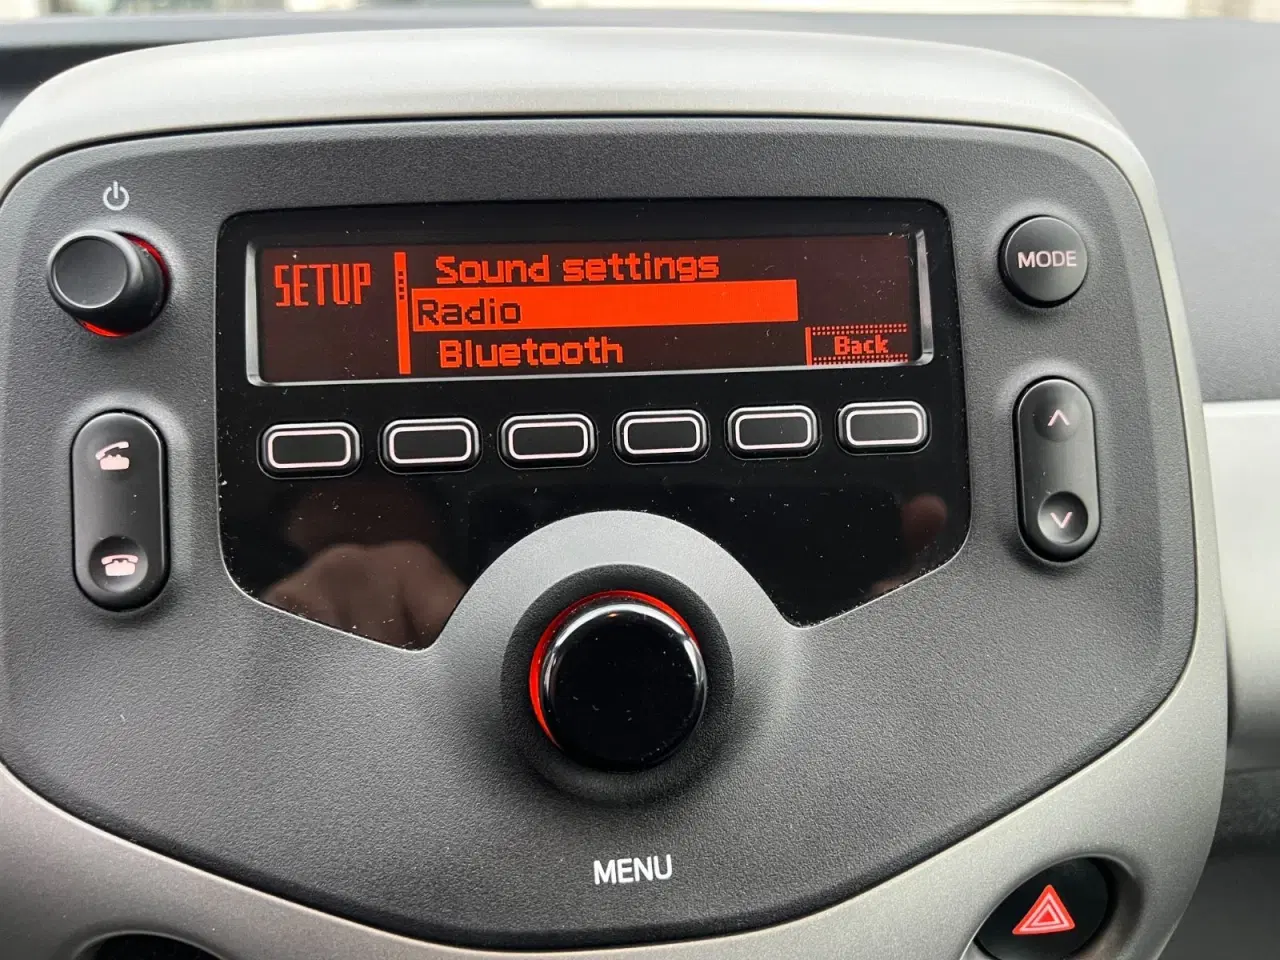 SETUP
Sound settings
Radio
Bluetooth
Back
MODE
MENU